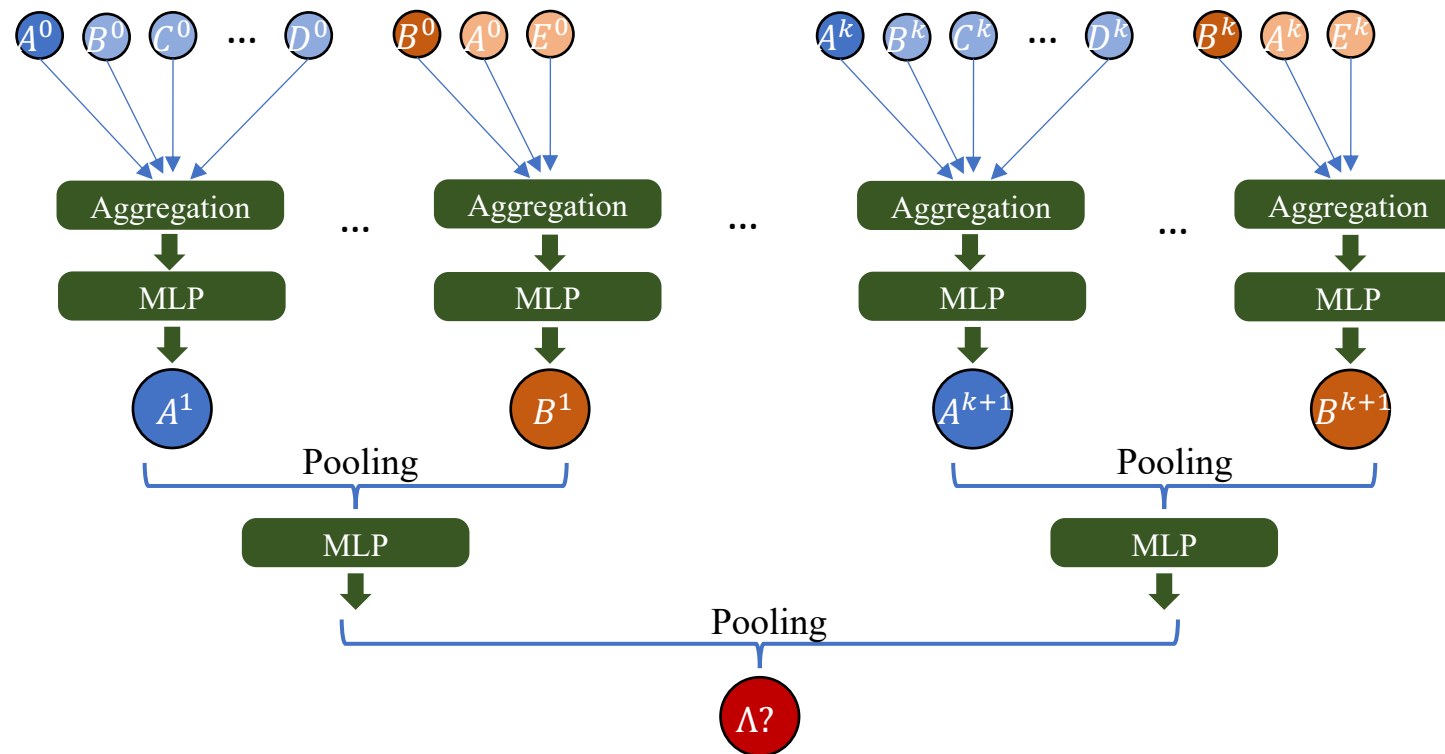 A⁰ B⁰ C⁰ ... D⁰ B⁰ A⁰ E⁰ Aᵏ Bᵏ Cᵏ ... Dᵏ Bᵏ Aᵏ Eᵏ
Aggregation ... Aggregation ... Aggregation ... Aggregation
MLP MLP MLP MLP
A¹ B¹ Aᵏ⁺¹ Bᵏ⁺¹
Pooling Pooling
MLP MLP
Pooling
Λ?